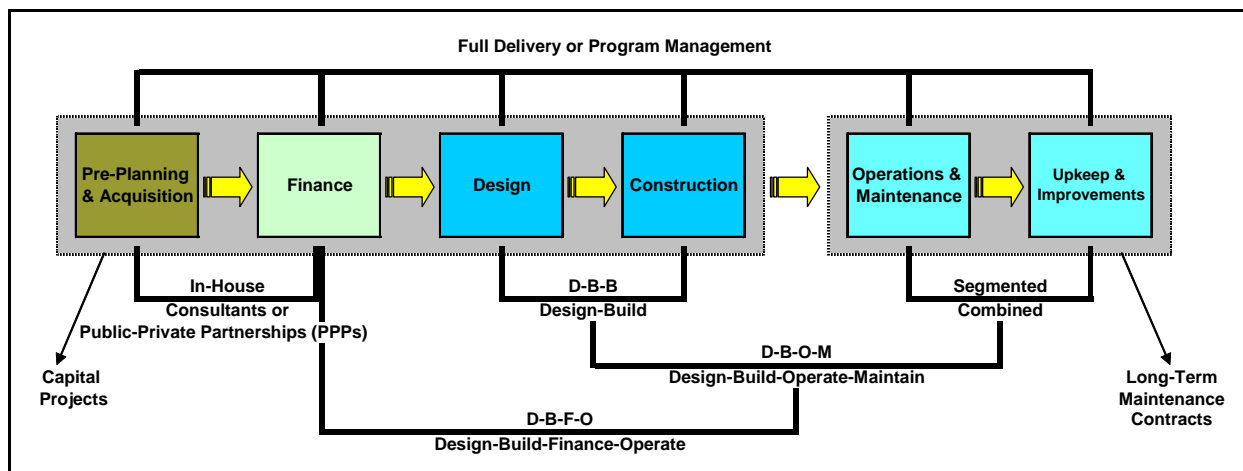 Full Delivery or Program Management
Pre-Planning
& Acquisition
Finance
Design
Construction
Operations &
Maintenance
Upkeep &
Improvements
In-House
Consultants or
Public-Private Partnerships (PPPs)
D-B-B
Design-Build
Segmented
Combined
D-B-O-M
Design-Build-Operate-Maintain
Capital
Projects
Long-Term
Maintenance
Contracts
D-B-F-O
Design-Build-Finance-Operate